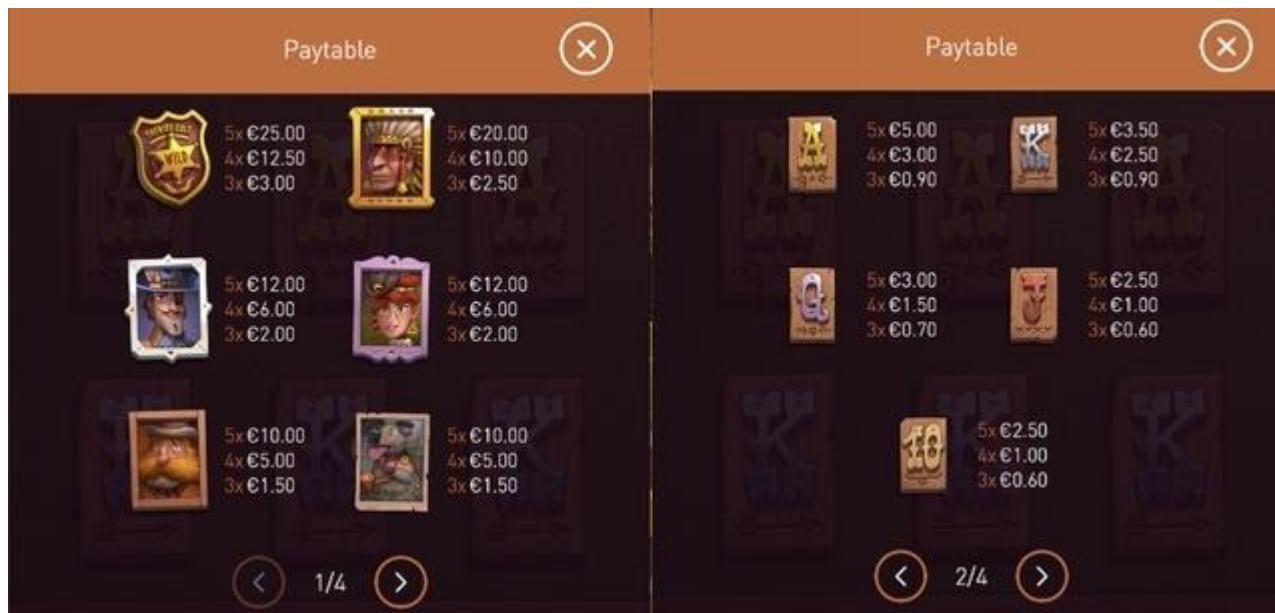 Paytable
WILD
5x €25.00
4x €12.50
3x €3.00
5x €20.00
4x €10.00
3x €2.50
5x €12.00
4x €6.00
3x €2.00
5x €12.00
4x €6.00
3x €2.00
5x €10.00
4x €5.00
3x €1.50
5x €10.00
4x €5.00
3x €1.50
< 1/4 >
Paytable
A
5x €5.00
4x €3.00
3x €0.90
K
5x €3.50
4x €2.50
3x €0.90
Q
5x €3.00
4x €1.50
3x €0.70
J
5x €2.50
4x €1.00
3x €0.60
10
5x €2.50
4x €1.00
3x €0.60
< 2/4 >